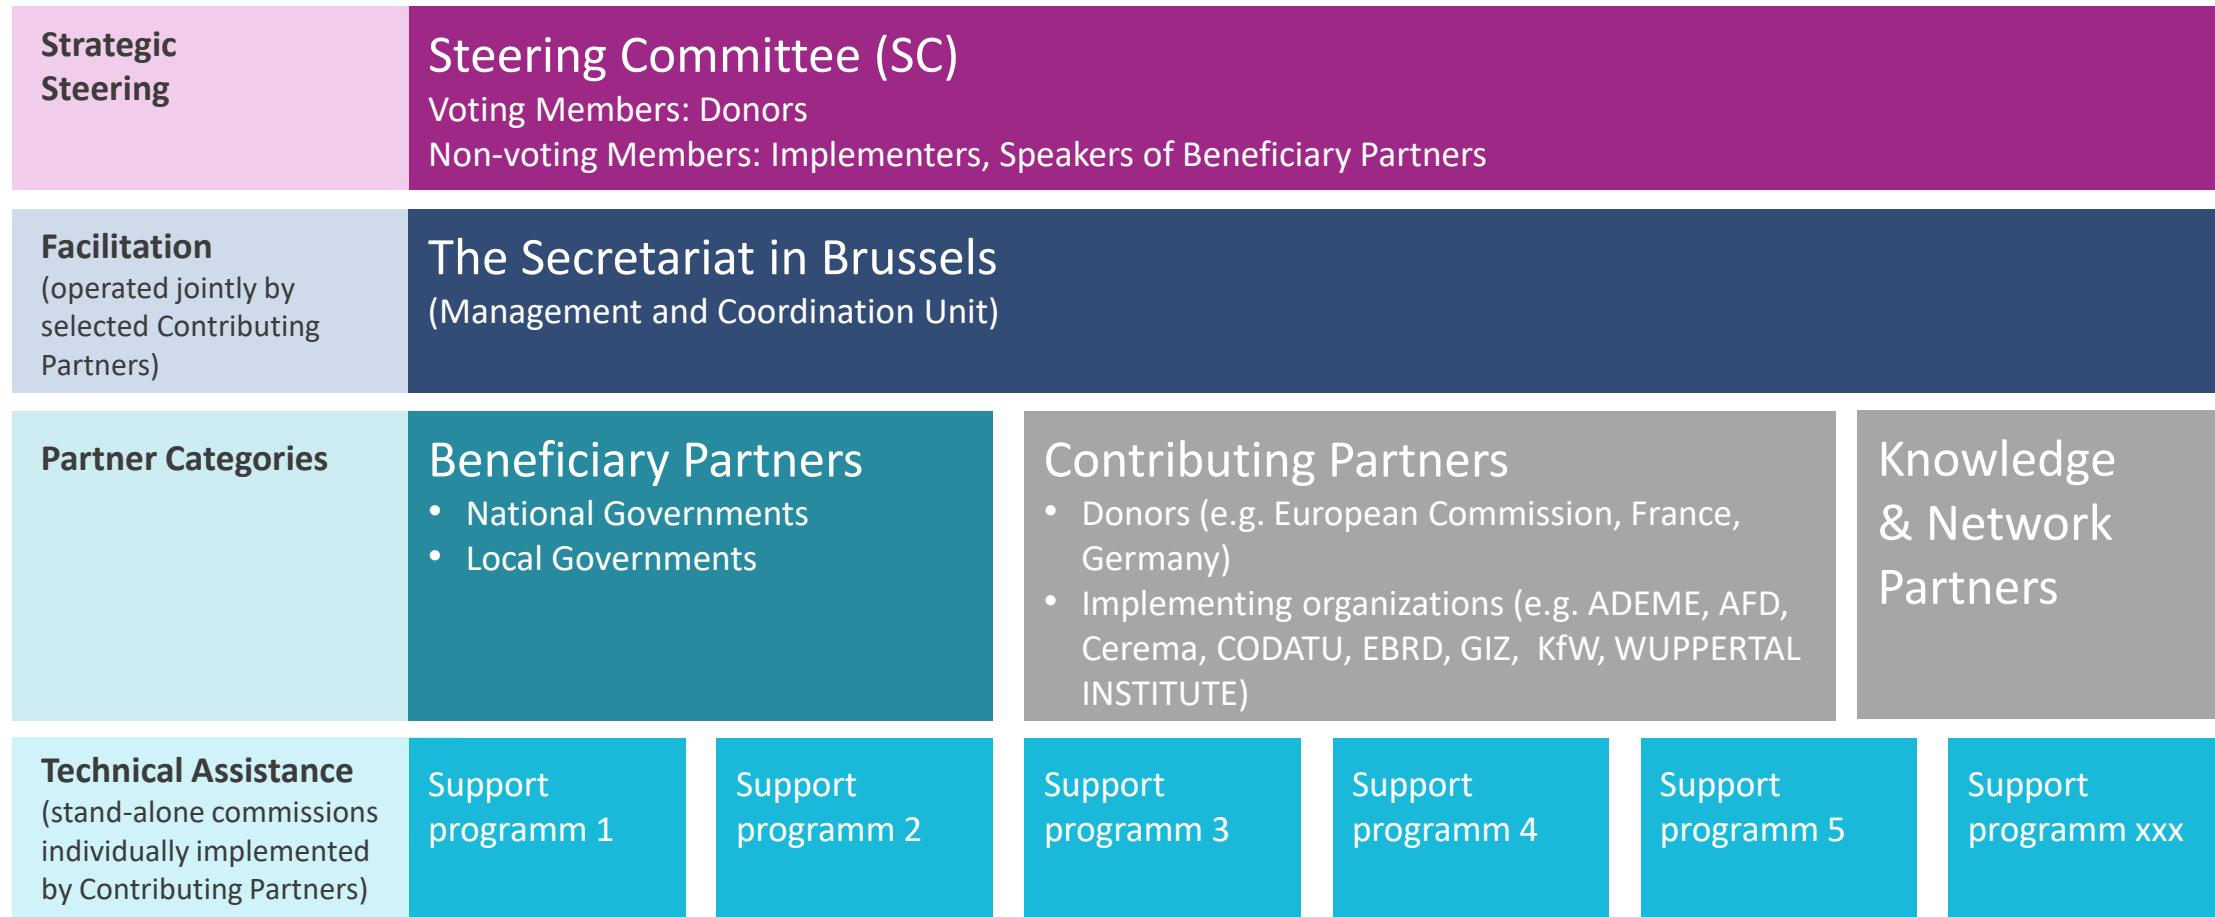 Strategic
Steering
Steering Committee (SC)
Voting Members: Donors
Non-voting Members: Implementers, Speakers of Beneficiary Partners
Facilitation
(operated jointly by
selected Contributing
Partners)
The Secretariat in Brussels
(Management and Coordination Unit)
Partner Categories
Beneficiary Partners
• National Governments
• Local Governments
Contributing Partners
• Donors (e.g. European Commission, France,
Germany)
• Implementing organizations (e.g. ADEME, AFD,
Cerema, CODATU, EBRD, GIZ, KfW, WUPPERTAL
INSTITUTE)
Knowledge
& Network
Partners
Technical Assistance
(stand-alone commissions
individually implemented
by Contributing Partners)
Support
programm 1
Support
programm 2
Support
programm 3
Support
programm 4
Support
programm 5
Support
programm xxx